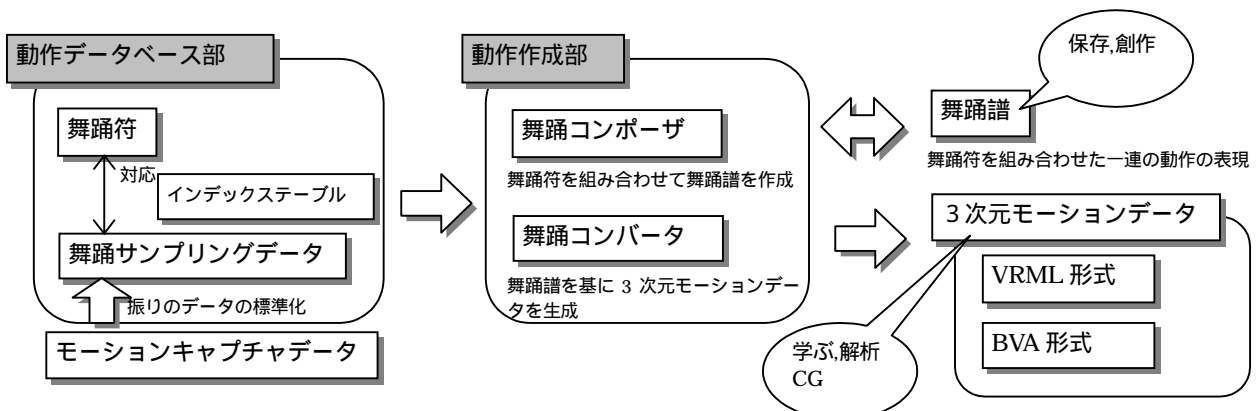 動作データベース部
舞踊符
対応
インデックステーブル
舞踊サンプリングデータ
振りのデータの標準化
モーションキャプチャデータ
動作作成部
舞踊コンポーザ
舞踊符を組み合わせて舞踊譜を作成
舞踊コンバータ
舞踊譜を基に 3 次元モーションデー
タを生成
保存,創作
舞踊譜
舞踊符を組み合わせた一連の動作の表現
３次元モーションデータ
VRML 形式
BVA 形式
学ぶ,解析
CG